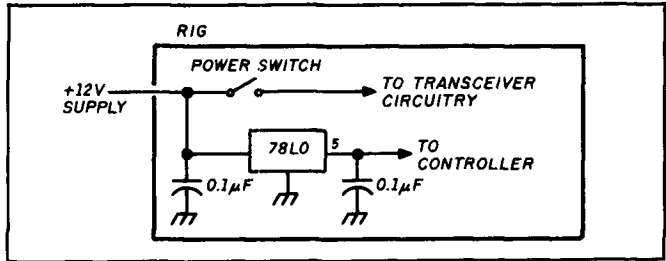 RIG
POWER SWITCH
+12V
SUPPLY
TO TRANSCEIVER
CIRCUITRY
78L0
5
TO
CONTROLLER
0.1μF
0.1μF